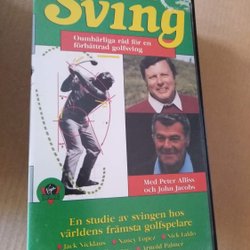 Sving
Oumbärliga råd för en
förbättrad golfsving
Med Peter Alliss
och John Jacobs
En studie av svingen hos
världens främsta golfspelare
Jack Nicklaus • Nancy Lopez • Nick Faldo
Arnold Palmer